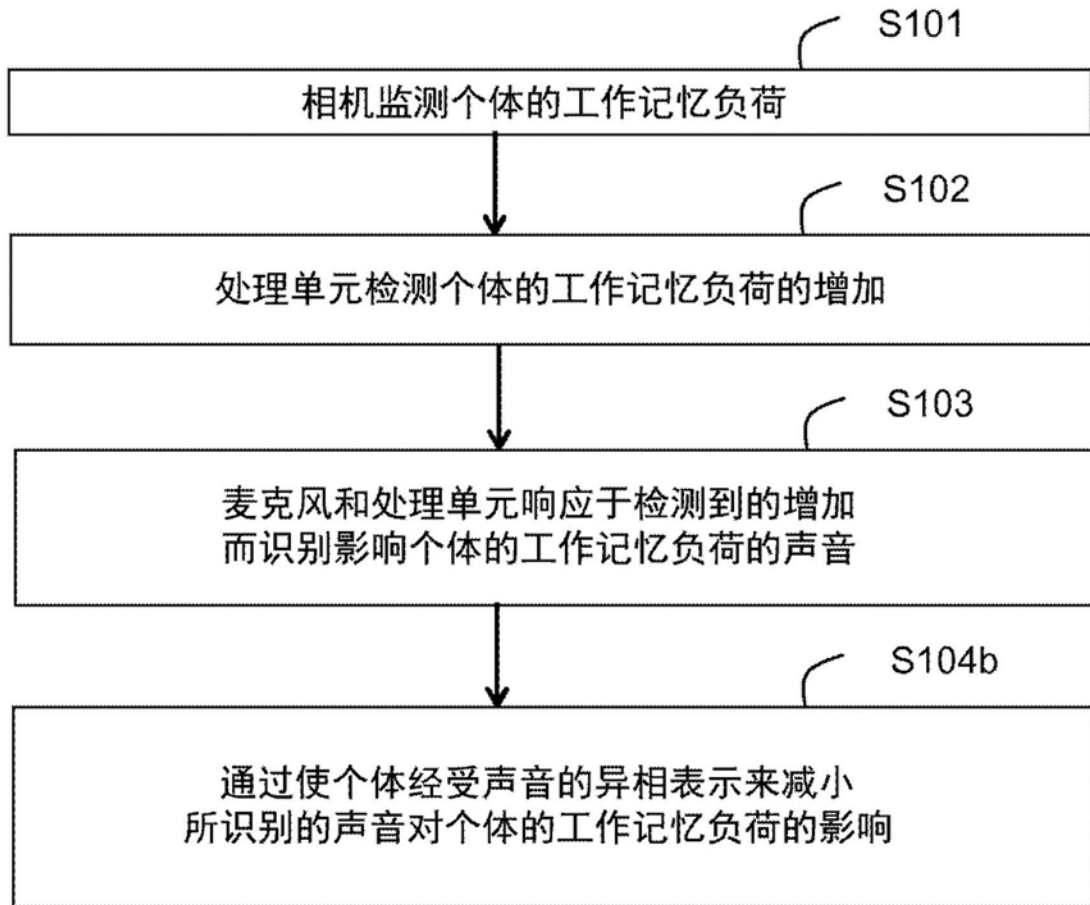 S101
相机监测个体的工作记忆负荷
S102
处理单元检测个体的工作记忆负荷的增加
S103
麦克风和处理单元响应于检测到的增加
而识别影响个体的工作记忆负荷的声音
S104b
通过使个体经受声音的异相表示来减小
所识别的声音对个体的工作记忆负荷的影响